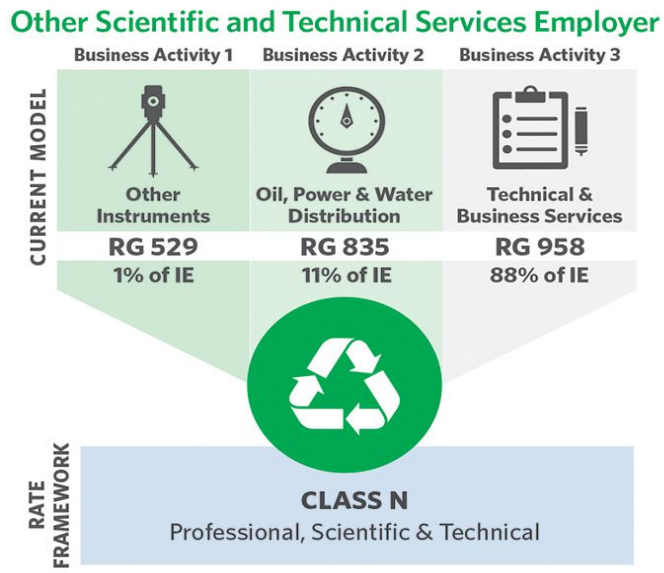 Other Scientific and Technical Services Employer
Business Activity 1
Business Activity 2
Business Activity 3
CURRENT MODEL
Other
Instruments
Oil, Power & Water
Distribution
Technical &
Business Services
RG 529
RG 835
RG 958
1% of IE
11% of IE
88% of IE
RATE
FRAMEWORK
CLASS N
Professional, Scientific & Technical